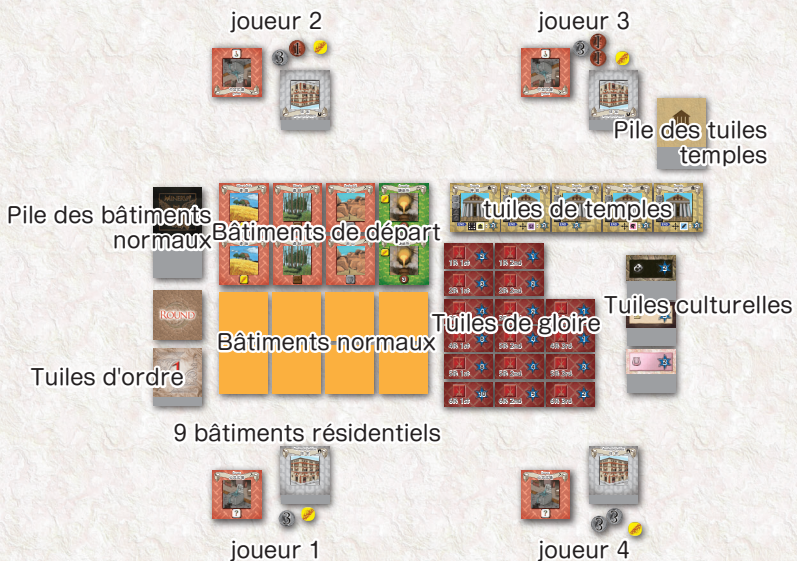 joueur 2
joueur 3
Pile des tuiles
temples
Pile des bâtiments
normaux
Bâtiments de départ
tuiles de temples
ROUND
Bâtiments normaux
Tuiles de gloire
Tuiles culturelles
Tuiles d'ordre
9 bâtiments résidentiels
joueur 1
joueur 4